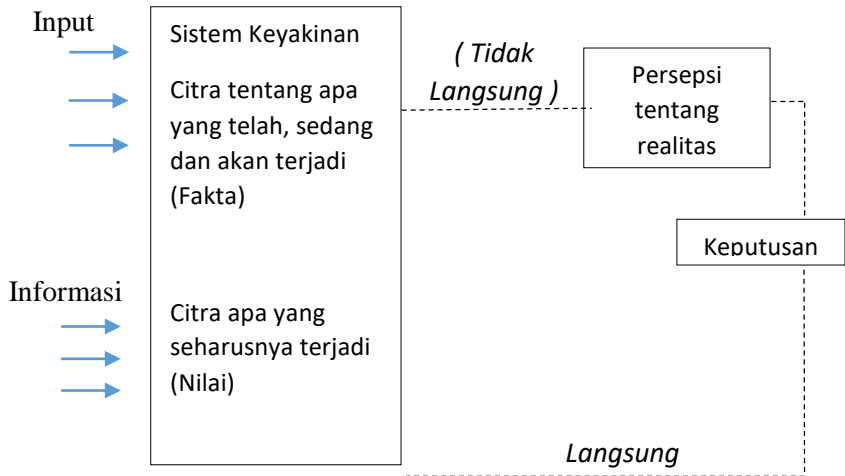 Input
Sistem Keyakinan
Citra tentang apa
yang telah, sedang
dan akan terjadi
(Fakta)
Informasi
Citra apa yang
seharusnya terjadi
(Nilai)
( Tidak
Langsung )
Persepsi
tentang
realitas
Keputusan
Langsung